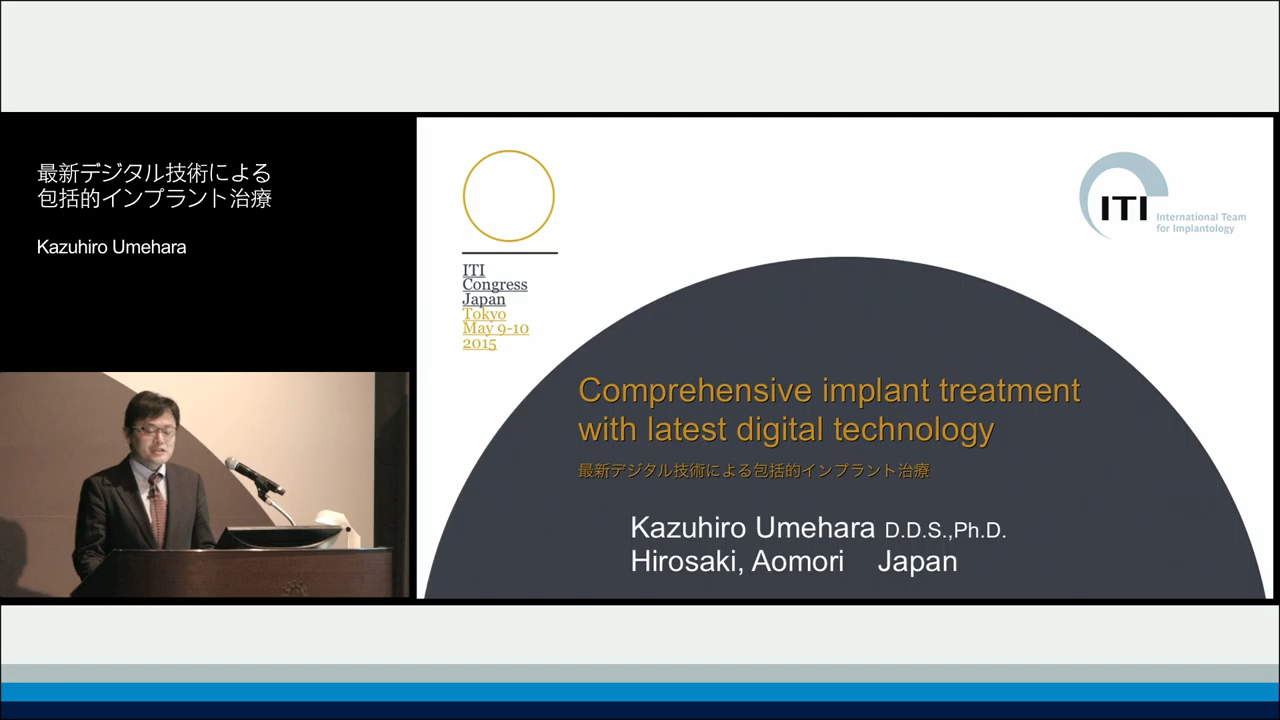 最新デジタル技術による
包括的インプラント治療
Kazuhiro Umehara
ITI
Congress
Japan
Tokyo
May 9-10
2015
ITI International Team
for Implantology
Comprehensive implant treatment
with latest digital technology
最新デジタル技術による包括的インプラント治療
Kazuhiro Umehara D.D.S.,Ph.D.
Hirosaki, Aomori Japan